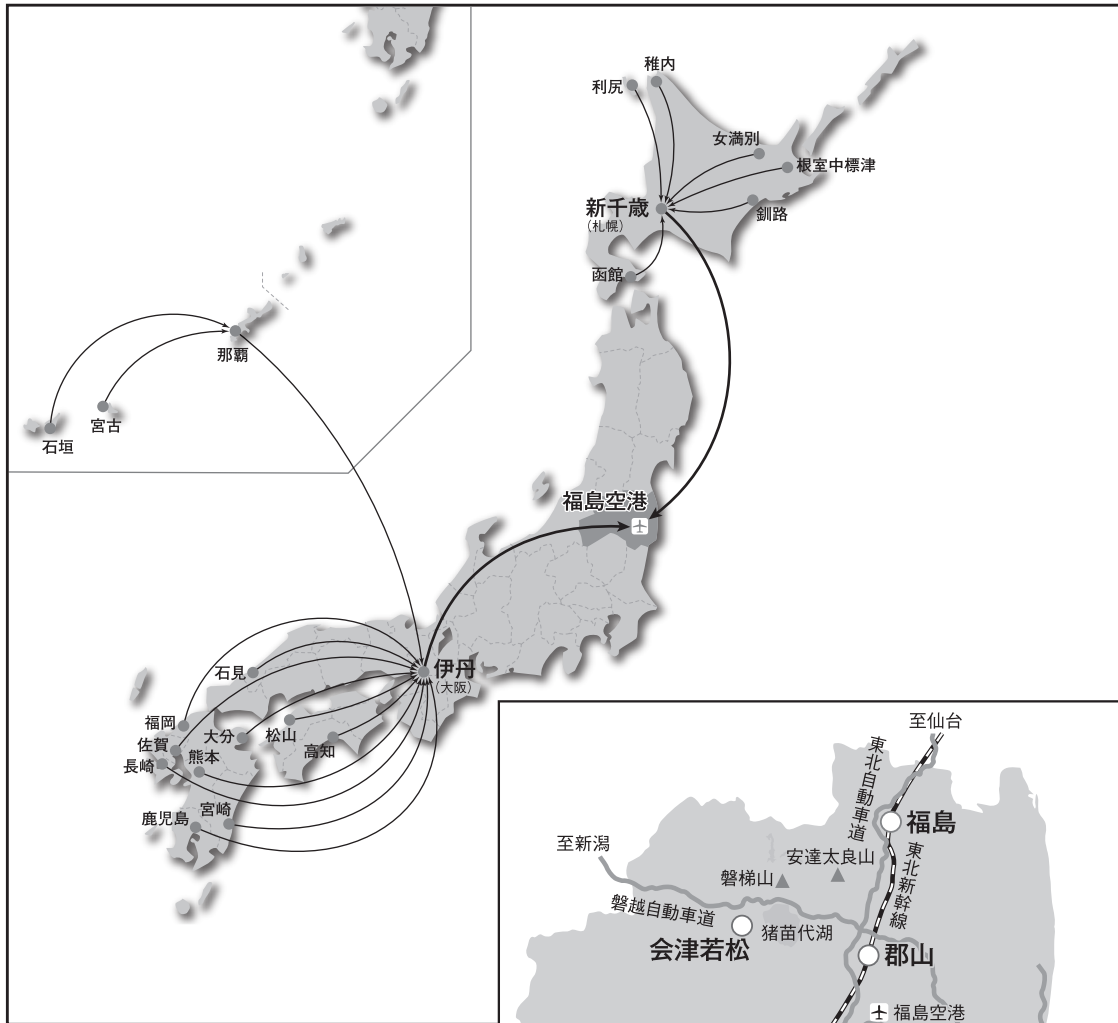 稚内
利尻
女満別
根室中標津
新千歳
(札幌)
釧路
函館
那覇
宮古
石垣
福島空港
伊丹
(大阪)
石見
福岡
佐賀
大分
松山
長崎
熊本
高知
鹿児島
宮崎
至仙台
東北自動車道
福島
至新潟
安達太良山
磐梯山
東北新幹線
磐越自動車道
猪苗代湖
会津若松
郡山
福島空港